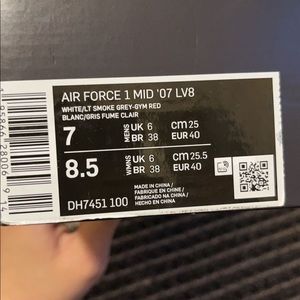 AIR FORCE 1 MID '07 LV8
WHITE/LT SMOKE GREY-GYM RED
BLANC/GRIS FUME CLAIR
7 MENS UK 6 CM 25
BR 38 EUR 40
8.5 WMNS UK 6 CM 25.5
BR 38 EUR 40
DH7451 100
MADE IN CHINA /
FABRIQUE EN CHINE /
FABRICADO NA CHINA /
HECHO EN CHINA